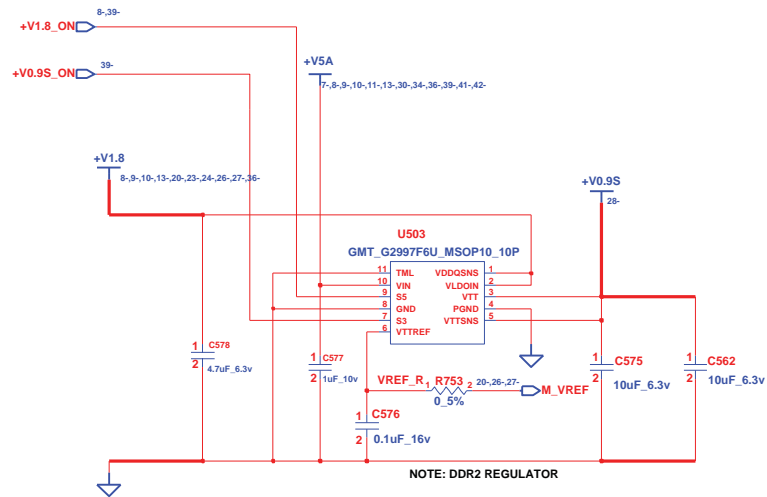 8-,39-
+V1.8_ON
39-
+V0.9S_ON
+V5A
7-,8-,9-,10-,11-,13-,30-,34-,36-,39-,41-,42-
+V1.8
8-,9-,10-,13-,20-,23-,24-,26-,27-,36-
+V0.9S
28-
U503
GMT_G2997F6U_MSOP10_10P
11 TML VDDQSNS 1
10 VIN VLDOIN 2
9 S5 VTT 3
8 GND PGND 4
7 S3 VTTSNS 5
6 VTTREF
1 C578
2 4.7uF_6.3v
1 C577
2 1uF_10v
1 C575
2 10uF_6.3v
1 C562
2 10uF_6.3v
VREF_R 1 R753 2 20-,26-,27- M_VREF
0_5%
1 C576
2 0.1uF_16v
NOTE: DDR2 REGULATOR